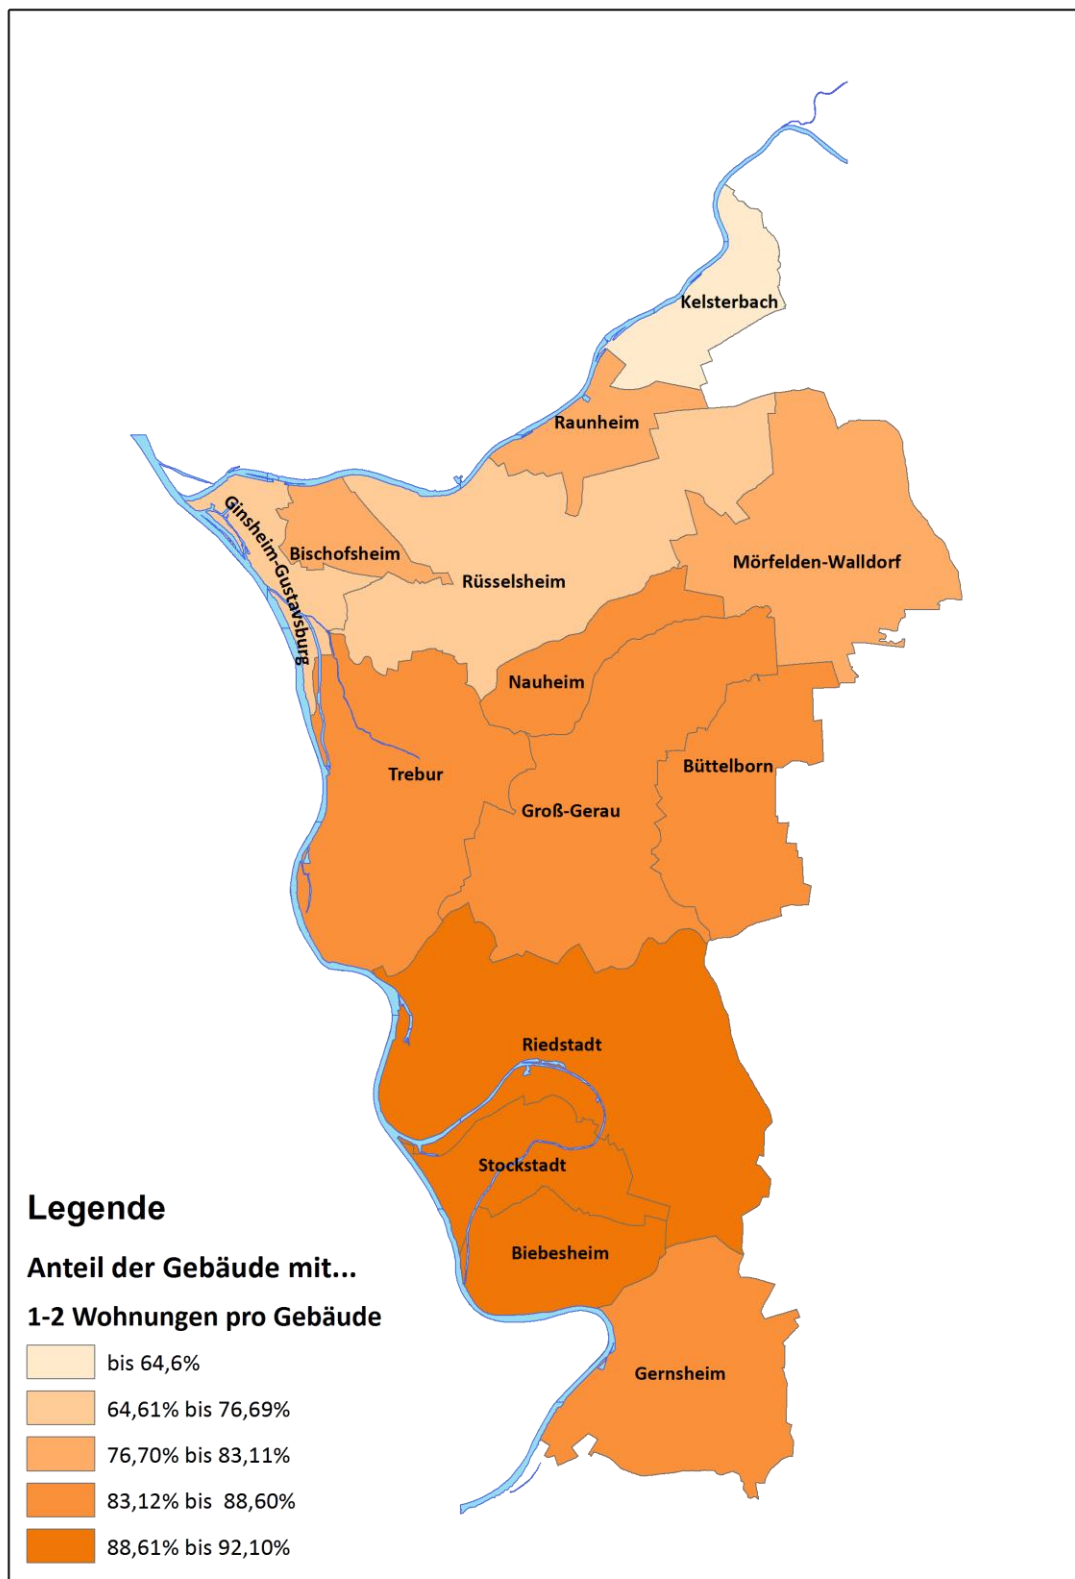 Kelsterbach
Raunheim
Ginsheim-Gustavsburg
Bischofsheim
Rüsselsheim
Mörfelden-Walldorf
Nauheim
Trebur
Büttelborn
Groß-Gerau
Riedstadt
Stockstadt
Biebesheim
Gernsheim
Legende
Anteil der Gebäude mit...
1-2 Wohnungen pro Gebäude
bis 64,6%
64,61% bis 76,69%
76,70% bis 83,11%
83,12% bis 88,60%
88,61% bis 92,10%